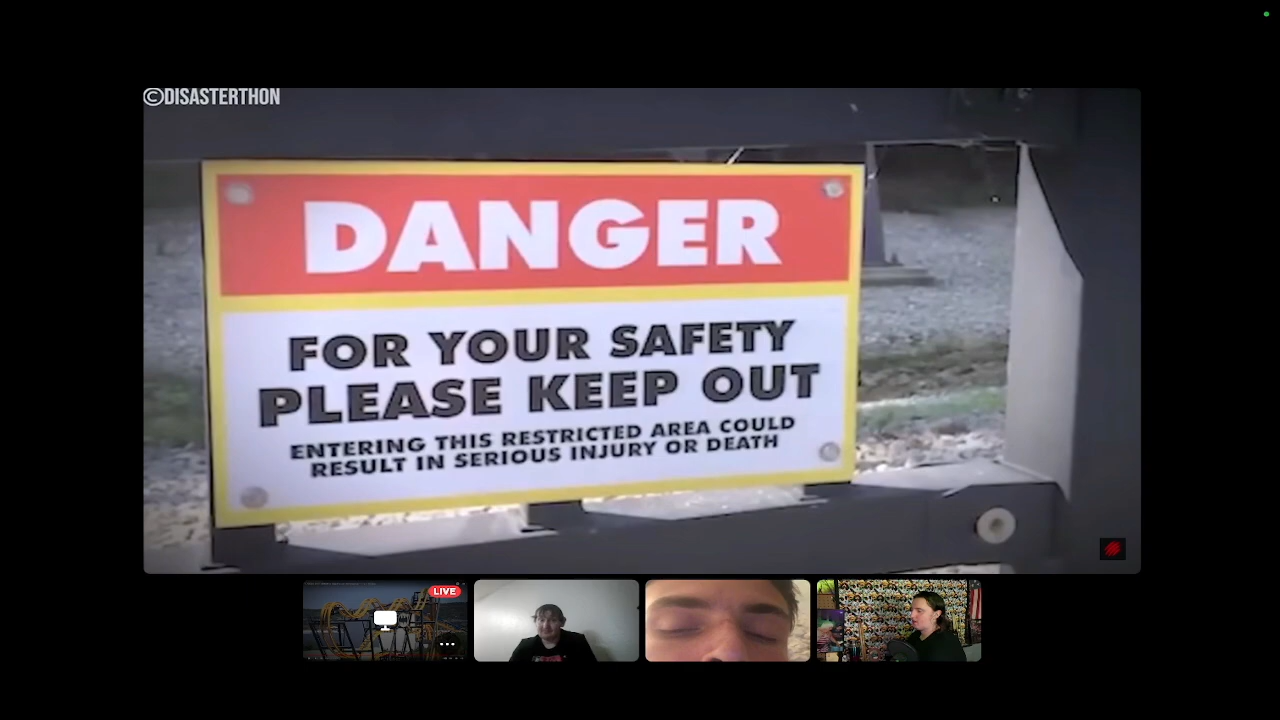 ©DISASTERTHON
DANGER
FOR YOUR SAFETY
PLEASE KEEP OUT
ENTERING THIS RESTRICTED AREA COULD
RESULT IN SERIOUS INJURY OR DEATH
LIVE